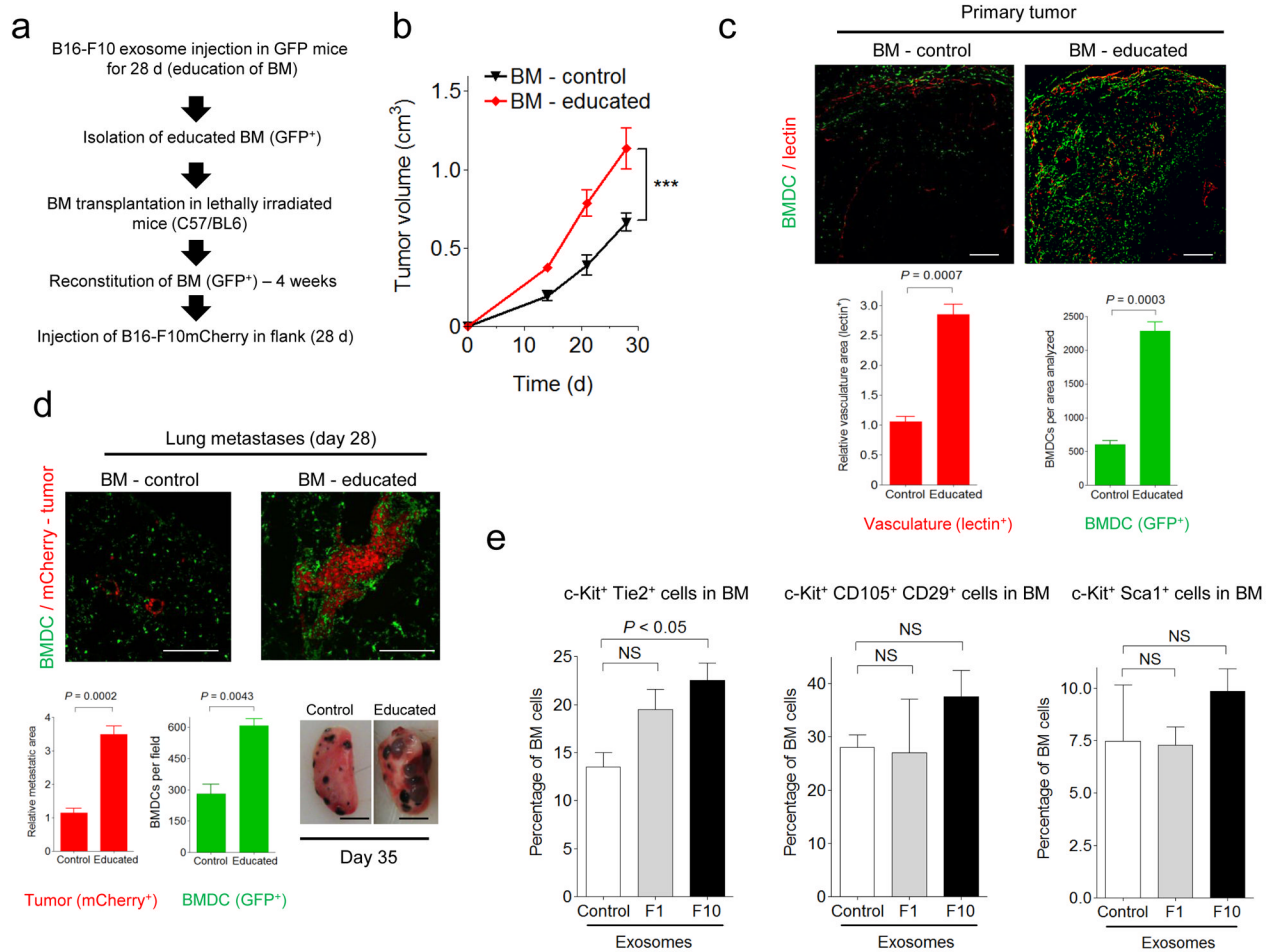 a
B16-F10 exosome injection in GFP mice
for 28 d (education of BM)
Isolation of educated BM (GFP⁺)
BM transplantation in lethally irradiated
mice (C57/BL6)
Reconstitution of BM (GFP⁺) – 4 weeks
Injection of B16-F10mCherry in flank (28 d)
b
BM - control
BM - educated
Tumor volume (cm³)
1.5
1.0
0.5
0
0
10
20
30
Time (d)
***
c
Primary tumor
BM - control
BM - educated
BMDC / lectin
P = 0.0007
Relative vasculature area (lectin⁺)
3.0
2.5
2.0
1.5
1.0
0.5
0
Control Educated
Vasculature (lectin⁺)
P = 0.0003
BMDCs per area analyzed
2500
2000
1500
1000
500
0
Control Educated
BMDC (GFP⁺)
d
Lung metastases (day 28)
BM - control
BM - educated
BMDC / mCherry - tumor
P = 0.0002
Relative metastatic area
4
3
2
1
0
Control Educated
Tumor (mCherry⁺)
P = 0.0043
BMDCs per field
600
450
300
150
0
Control Educated
BMDC (GFP⁺)
Control
Educated
Day 35
e
c-Kit⁺ Tie2⁺ cells in BM
P < 0.05
NS
Percentage of BM cells
25
20
15
10
5
0
Control F1 F10
Exosomes
c-Kit⁺ CD105⁺ CD29⁺ cells in BM
NS
NS
Percentage of BM cells
40
30
20
10
0
Control F1 F10
Exosomes
c-Kit⁺ Sca1⁺ cells in BM
NS
NS
Percentage of BM cells
10.0
7.5
5.0
2.5
0.0
Control F1 F10
Exosomes